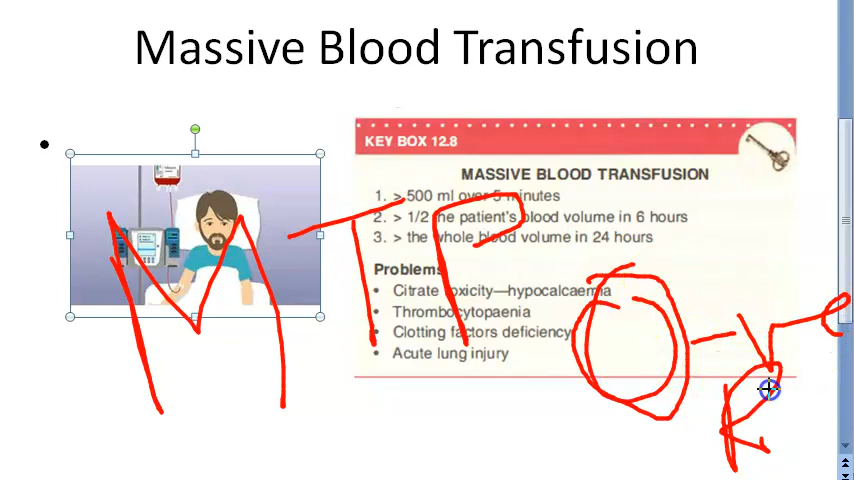 Massive Blood Transfusion
KEY BOX 12.8
MASSIVE BLOOD TRANSFUSION
1. > 500 ml over 5 minutes
2. > 1/2 the patient's blood volume in 6 hours
3. > the whole blood volume in 24 hours
Problems
• Citrate toxicity—hypocalcaemia
• Thrombocytopaenia
• Clotting factors deficiency
• Acute lung injury
MTP
O -ve
R